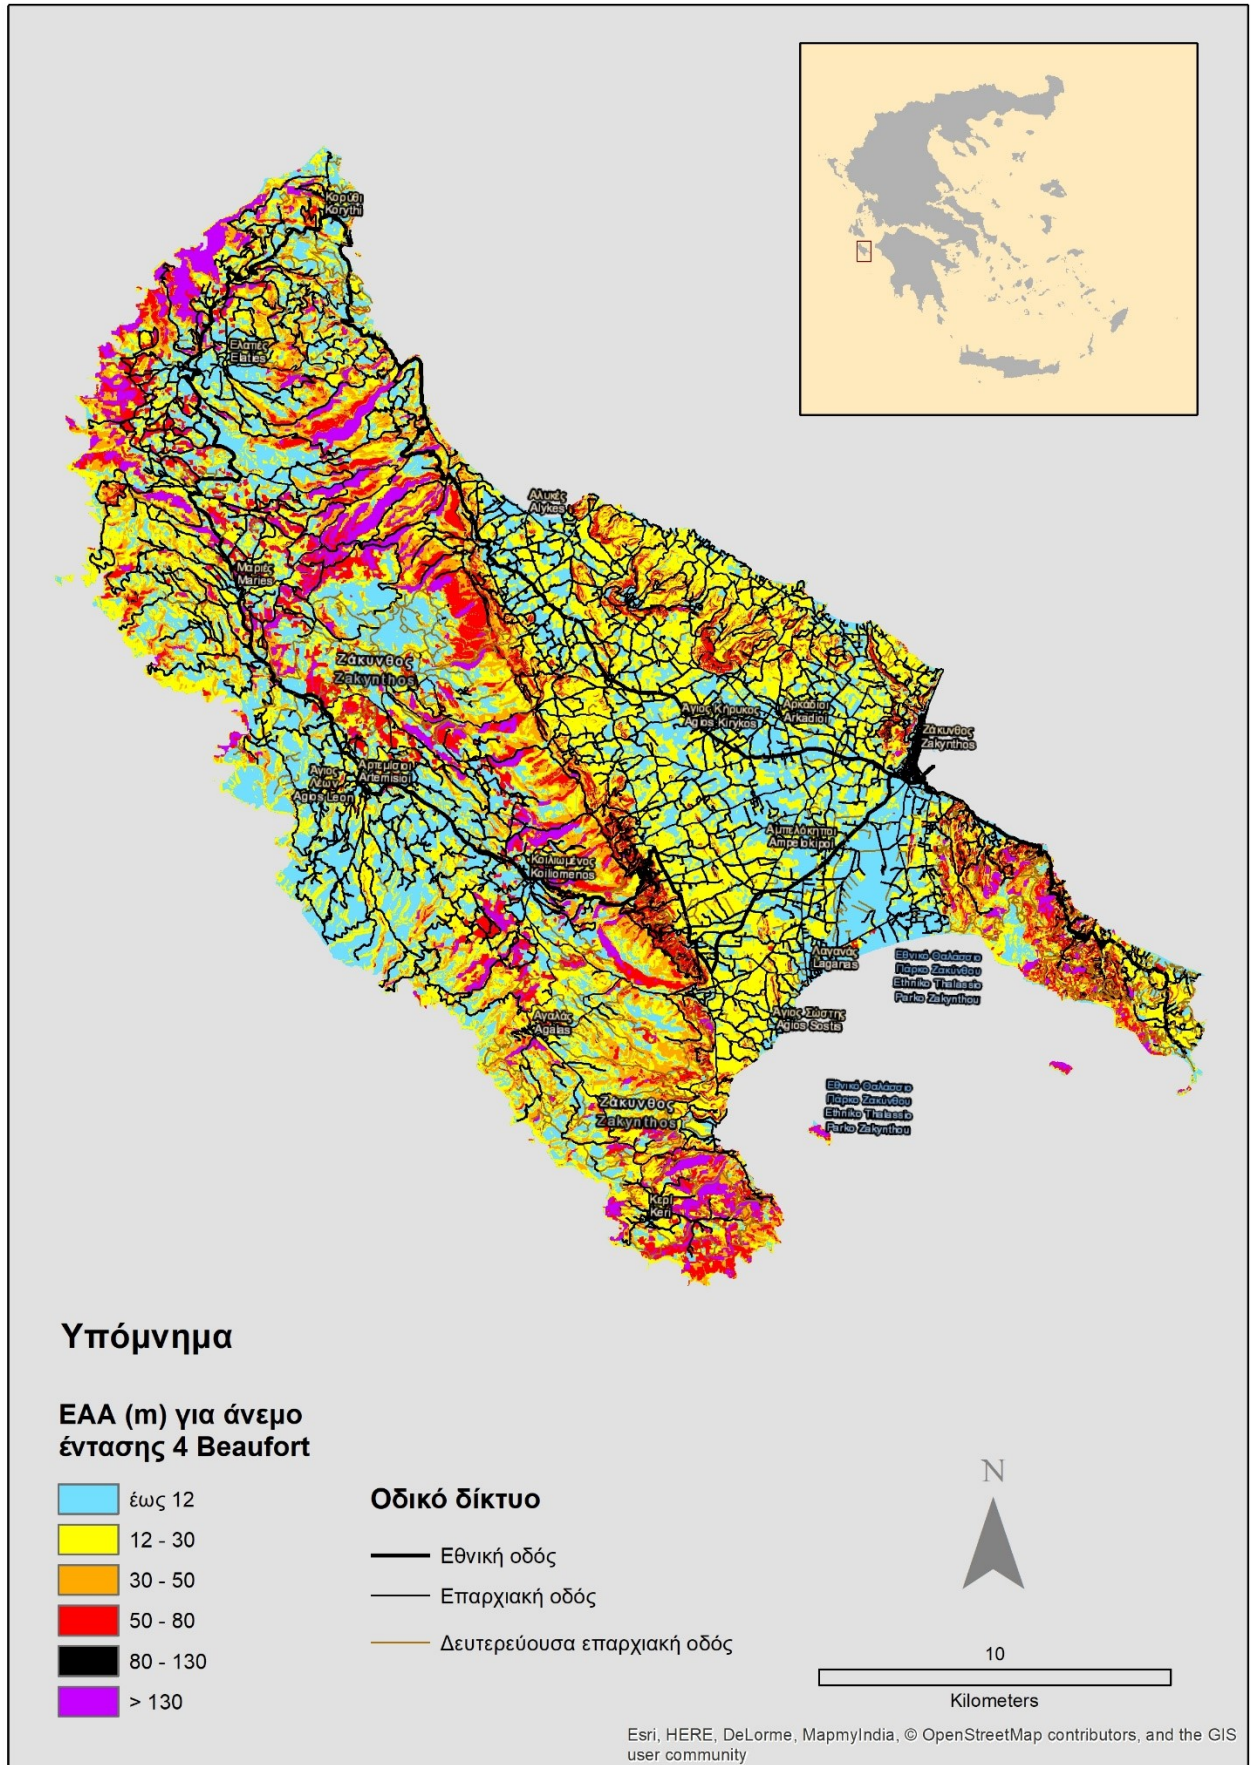 Κορύθι
Korythi
Ελατιές
Elaties
Αλυκές
Alykes
Μαριές
Maries
Ζάκυνθος
Zakynthos
Άγιος Κήρυκος
Agios Kirykos
Αρκάδιοι
Arkadioi
Ζάκυνθος
Zakynthos
Άγιος
Λέων
Agios Leon
Αρτεμίσιοι
Artemisioi
Αμπελόκηποι
Ampelokipoi
Κοιλιωμένος
Koiliomenos
Λαγανάς
Laganas
Εθνικό Θαλάσσιο
Πάρκο Ζακύνθου
Ethniko Thalassio
Parko Zakynthou
Αγαλάς
Agalas
Άγιος Σώστης
Agios Sostis
Ζάκυνθος
Zakynthos
Εθνικό Θαλάσσιο
Πάρκο Ζακύνθου
Ethniko Thalassio
Parko Zakynthou
Κερί
Keri
Υπόμνημα
ΕΑΑ (m) για άνεμο
έντασης 4 Beaufort
έως 12
12 - 30
30 - 50
50 - 80
80 - 130
> 130
Οδικό δίκτυο
Εθνική οδός
Επαρχιακή οδός
Δευτερεύουσα επαρχιακή οδός
N
10
Kilometers
Esri, HERE, DeLorme, MapmyIndia, © OpenStreetMap contributors, and the GIS
user community